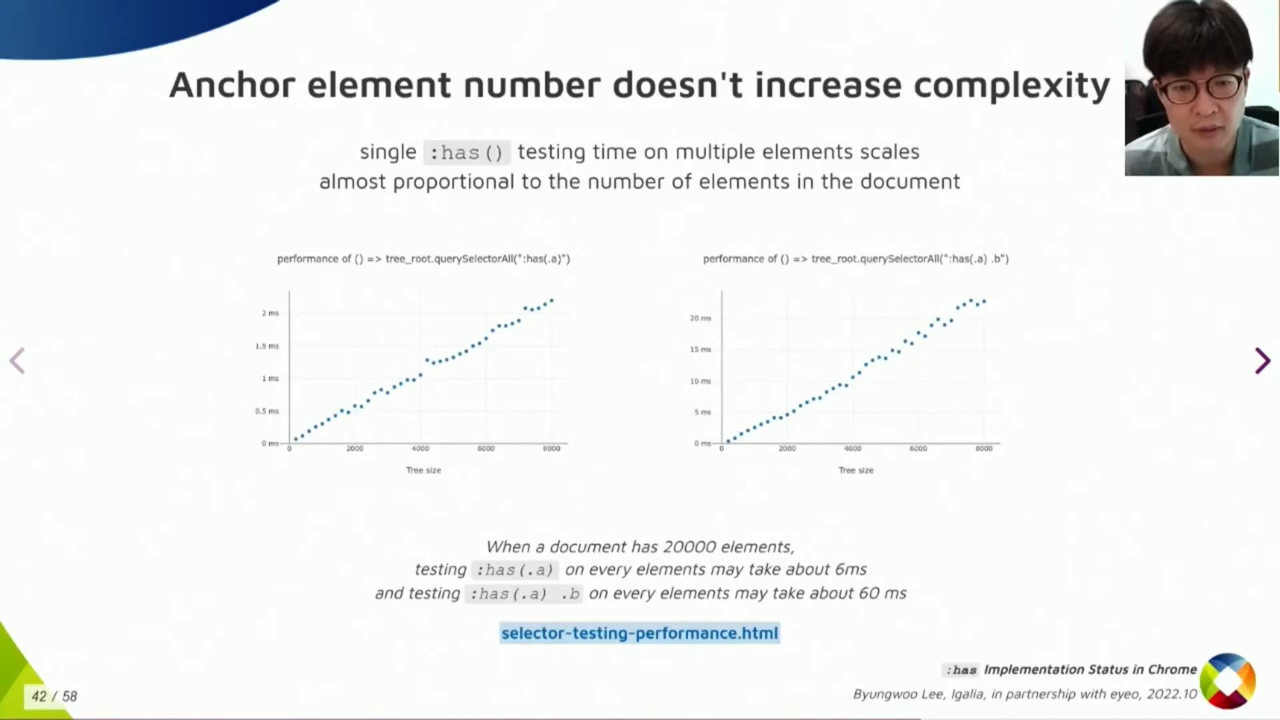 Anchor element number doesn't increase complexity
single :has() testing time on multiple elements scales
almost proportional to the number of elements in the document
performance of () => tree_root.querySelectorAll(":has(.a)")
2 ms
1.5 ms
1 ms
0.5 ms
0 ms
0 2000 4000 6000 8000
Tree size
performance of () => tree_root.querySelectorAll(":has(.a) .b")
20 ms
15 ms
10 ms
5 ms
0 ms
0 2000 4000 6000 8000
Tree size
When a document has 20000 elements,
testing :has(.a) on every elements may take about 6ms
and testing :has(.a) .b on every elements may take about 60 ms
selector-testing-performance.html
:has Implementation Status in Chrome
Byungwoo Lee, Igalia, in partnership with eyeo, 2022.10
42 / 58